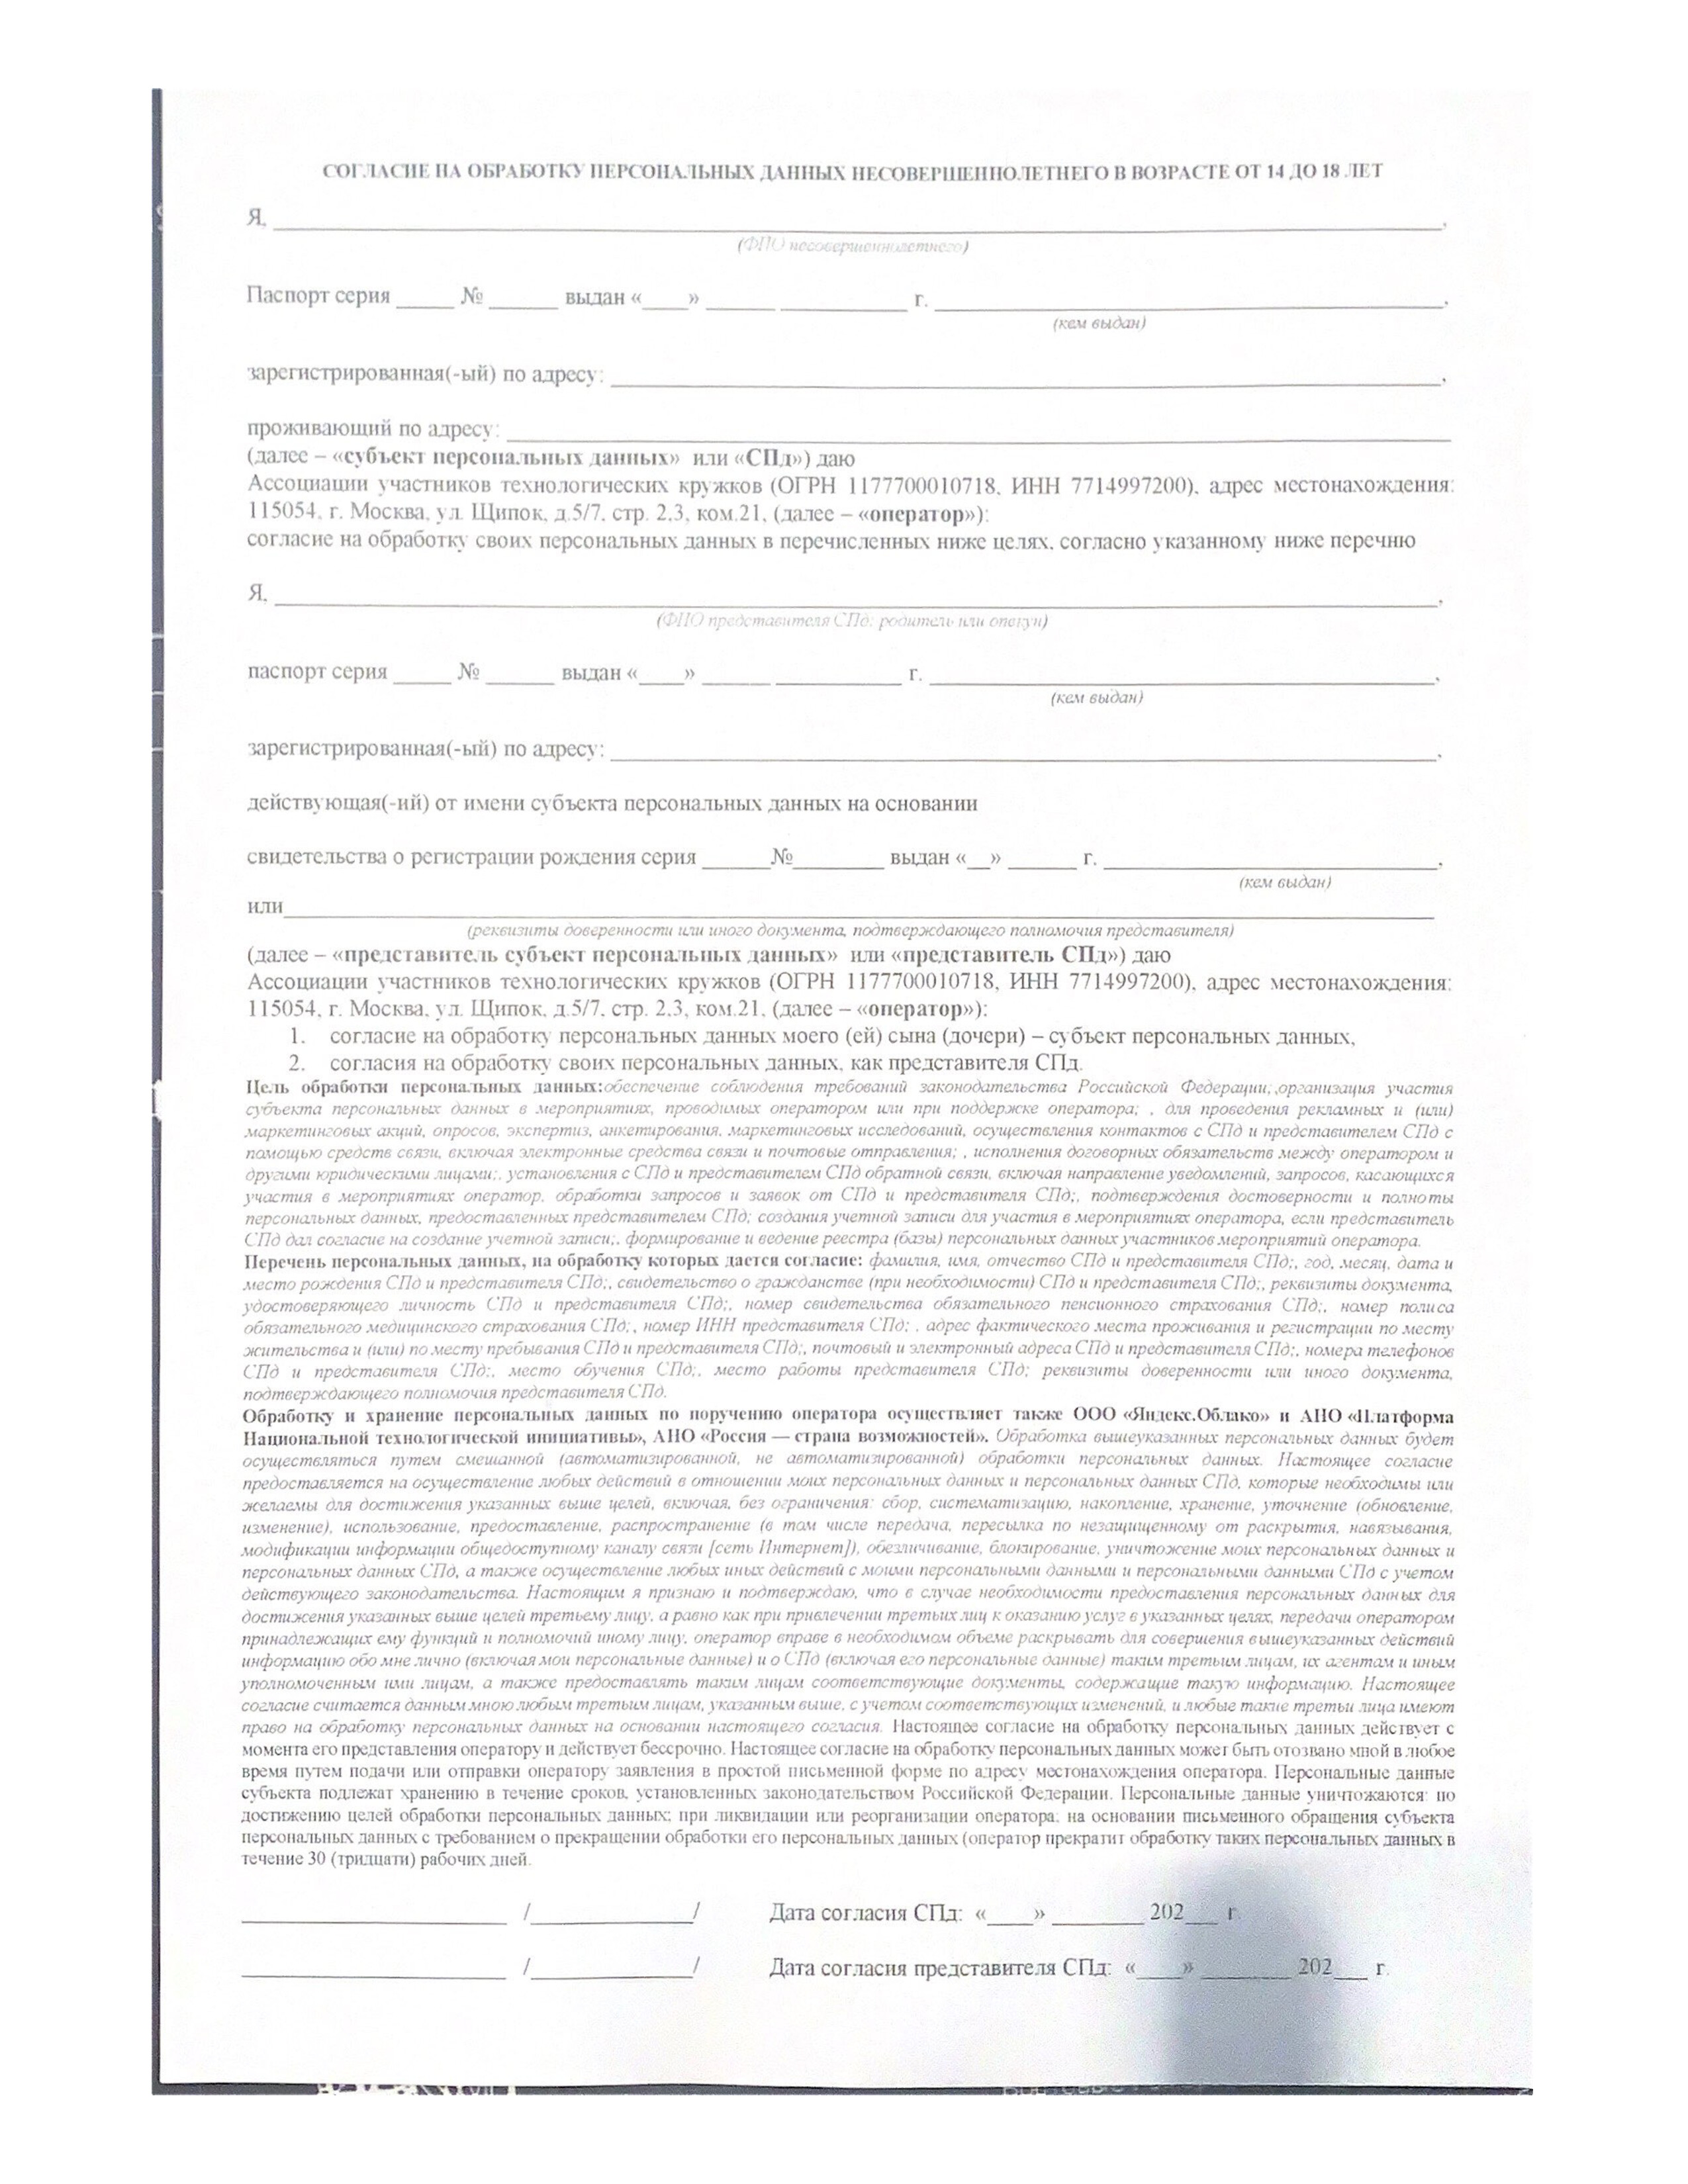 СОГЛАСИЕ НА ОБРАБОТКУ ПЕРСОНАЛЬНЫХ ДАННЫХ НЕСОВЕРШЕННОЛЕТНЕГО В ВОЗРАСТЕ ОТ 14 ДО 18 ЛЕТ
Я, ____________________,
(ФИО несовершеннолетнего)
Паспорт серия _____ № ______ выдан «____» ______ ___________ г. ____________________,
(кем выдан)
зарегистрированная(-ый) по адресу: ____________________,
проживающий по адресу: ____________________
(далее – «субъект персональных данных» или «СПд») даю
Ассоциации участников технологических кружков (ОГРН 1177700010718, ИНН 7714997200), адрес местонахождения:
115054, г. Москва, ул. Щипок, д.5/7, стр. 2,3, ком.21, (далее – «оператор»):
согласие на обработку своих персональных данных в перечисленных ниже целях, согласно указанному ниже перечню
Я, ____________________,
(ФИО представителя СПд: родитель или опекун)
паспорт серия _____ № ______ выдан «____» ______ ___________ г. ____________________,
(кем выдан)
зарегистрированная(-ый) по адресу: ____________________,
действующая(-ий) от имени субъекта персональных данных на основании
свидетельства о регистрации рождения серия ______№________ выдан «__» ______ г. ____________________,
(кем выдан)
или____________________
(реквизиты доверенности или иного документа, подтверждающего полномочия представителя)
(далее – «представитель субъект персональных данных» или «представитель СПд») даю
Ассоциации участников технологических кружков (ОГРН 1177700010718, ИНН 7714997200), адрес местонахождения:
115054, г. Москва, ул. Щипок, д.5/7, стр. 2,3, ком.21, (далее – «оператор»):
1. согласие на обработку персональных данных моего (ей) сына (дочери) – субъект персональных данных,
2. согласия на обработку своих персональных данных, как представителя СПд.
Цель обработки персональных данных:обеспечение соблюдения требований законодательства Российской Федерации;,организация участия
субъекта персональных данных в мероприятиях, проводимых оператором или при поддержке оператора; , для проведения рекламных и (или)
маркетинговых акций, опросов, экспертиз, анкетирования, маркетинговых исследований, осуществления контактов с СПд и представителем СПд с
помощью средств связи, включая электронные средства связи и почтовые отправления; , исполнения договорных обязательств между оператором и
другими юридическими лицами;, установления с СПд и представителем СПд обратной связи, включая направление уведомлений, запросов, касающихся
участия в мероприятиях оператор, обработки запросов и заявок от СПд и представителя СПд;, подтверждения достоверности и полноты
персональных данных, предоставленных представителем СПд; создания учетной записи для участия в мероприятиях оператора, если представитель
СПд дал согласие на создание учетной записи;, формирование и ведение реестра (базы) персональных данных участников мероприятий оператора.
Перечень персональных данных, на обработку которых дается согласие: фамилия, имя, отчество СПд и представителя СПд;, год, месяц, дата и
место рождения СПд и представителя СПд;, свидетельство о гражданстве (при необходимости) СПд и представителя СПд;, реквизиты документа,
удостоверяющего личность СПд и представителя СПд;, номер свидетельства обязательного пенсионного страхования СПд;, номер полиса
обязательного медицинского страхования СПд;, номер ИНН представителя СПд; , адрес фактического места проживания и регистрации по месту
жительства и (или) по месту пребывания СПд и представителя СПд;, почтовый и электронный адреса СПд и представителя СПд;, номера телефонов
СПд и представителя СПд;, место обучения СПд;, место работы представителя СПд; реквизиты доверенности или иного документа,
подтверждающего полномочия представителя СПд.
Обработку и хранение персональных данных по поручению оператора осуществляет также ООО «Яндекс.Облако» и АНО «Платформа
Национальной технологической инициативы», АНО «Россия — страна возможностей». Обработка вышеуказанных персональных данных будет
осуществляться путем смешанной (автоматизированной, не автоматизированной) обработки персональных данных. Настоящее согласие
предоставляется на осуществление любых действий в отношении моих персональных данных и персональных данных СПд, которые необходимы или
желаемы для достижения указанных выше целей, включая, без ограничения: сбор, систематизацию, накопление, хранение, уточнение (обновление,
изменение), использование, предоставление, распространение (в том числе передача, пересылка по незащищенному от раскрытия, навязывания,
модификации информации общедоступному каналу связи [сеть Интернет]), обезличивание, блокирование, уничтожение моих персональных данных и
персональных данных СПд, а также осуществление любых иных действий с моими персональными данными и персональными данными СПд с учетом
действующего законодательства. Настоящим я признаю и подтверждаю, что в случае необходимости предоставления персональных данных для
достижения указанных выше целей третьему лицу, а равно как при привлечении третьих лиц к оказанию услуг в указанных целях, передачи оператором
принадлежащих ему функций и полномочий иному лицу, оператор вправе в необходимом объеме раскрывать для совершения вышеуказанных действий
информацию обо мне лично (включая мои персональные данные) и о СПд (включая его персональные данные) таким третьим лицам, их агентам и иным
уполномоченным ими лицам, а также предоставлять таким лицам соответствующие документы, содержащие такую информацию. Настоящее
согласие считается данным мною любым третьим лицам, указанным выше, с учетом соответствующих изменений, и любые такие третьи лица имеют
право на обработку персональных данных на основании настоящего согласия. Настоящее согласие на обработку персональных данных действует с
момента его представления оператору и действует бессрочно. Настоящее согласие на обработку персональных данных может быть отозвано мной в любое
время путем подачи или отправки оператору заявления в простой письменной форме по адресу местонахождения оператора. Персональные данные
субъекта подлежат хранению в течение сроков, установленных законодательством Российской Федерации. Персональные данные уничтожаются: по
достижению целей обработки персональных данных; при ликвидации или реорганизации оператора; на основании письменного обращения субъекта
персональных данных с требованием о прекращении обработки его персональных данных (оператор прекратит обработку таких персональных данных в
течение 30 (тридцати) рабочих дней.
____________________ /______________/ Дата согласия СПд: «____» ________ 202___ г.
____________________ /______________/ Дата согласия представителя СПд: «____» ________ 202___ г.